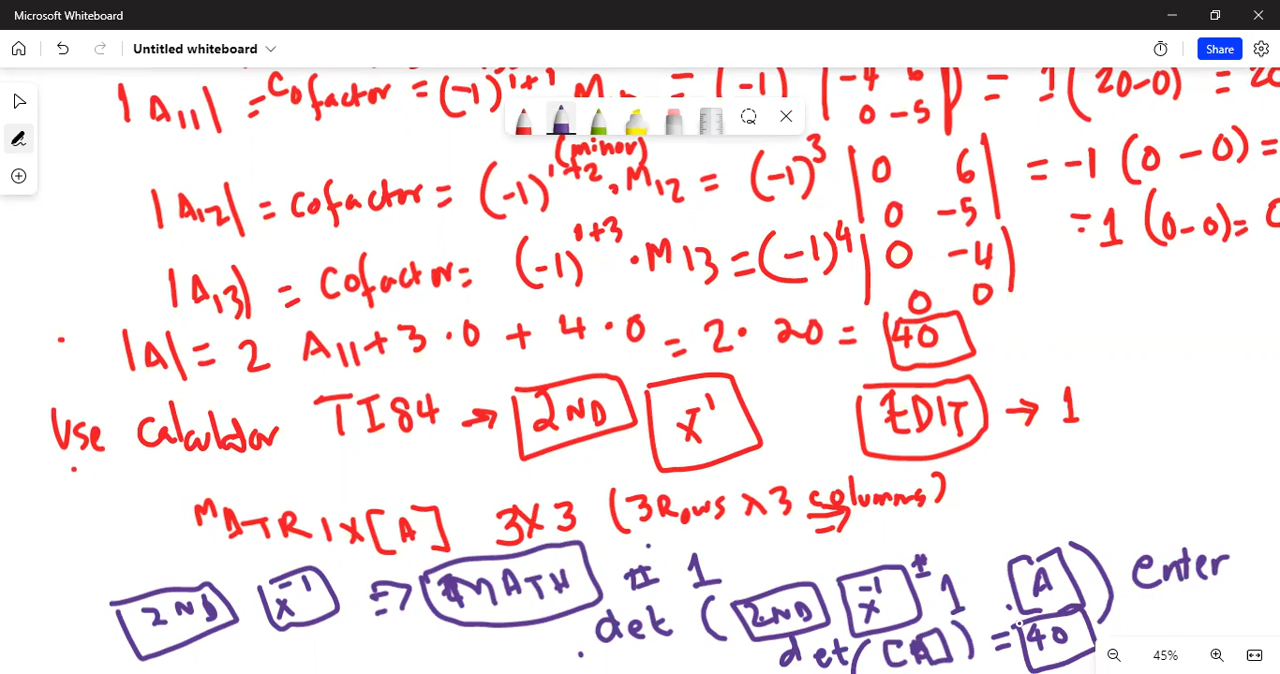 Microsoft Whiteboard
Untitled whiteboard
Share
|A11| = Cofactor = (-1)^1+1 M = (-1) |-4 6| = 1(20-0) = 20
0 -5
(minor)
|A12| = cofactor = (-1)^1+2 . M12 = (-1)^3 |0 6| = -1 (0 - 0) =
0 -5
|A13| = Cofactor = (-1)^1+3 . M13 = (-1)^4 |0 -4| = 1 (0-0) = 0
0 0
|A| = 2 A11 + 3 · 0 + 4 · 0 = 2 · 20 = 40
Use Calculator TI84 → 2ND X^-1 EDIT → 1
MATRIX [A] 3X3 (3 Rows x 3 columns)
2ND X^-1 ⇒ MATH # 1
det ( 2ND X^-1 # 1 [A] ) enter
det([A]) = 40
45%